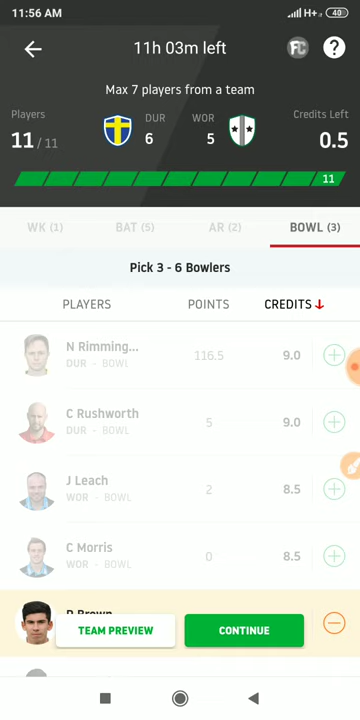 11:56 AM
H+
40
11h 03m left
FC
?
Max 7 players from a team
Players
11 / 11
DUR
6
WOR
5
Credits Left
0.5
11
WK (1)
BAT (5)
AR (2)
BOWL (3)
Pick 3 - 6 Bowlers
PLAYERS
POINTS
CREDITS
N Rimming...
DUR - BOWL
116.5
9.0
C Rushworth
DUR - BOWL
5
9.0
J Leach
WOR - BOWL
2
8.5
C Morris
WOR - BOWL
0
8.5
Brown
TEAM PREVIEW
CONTINUE